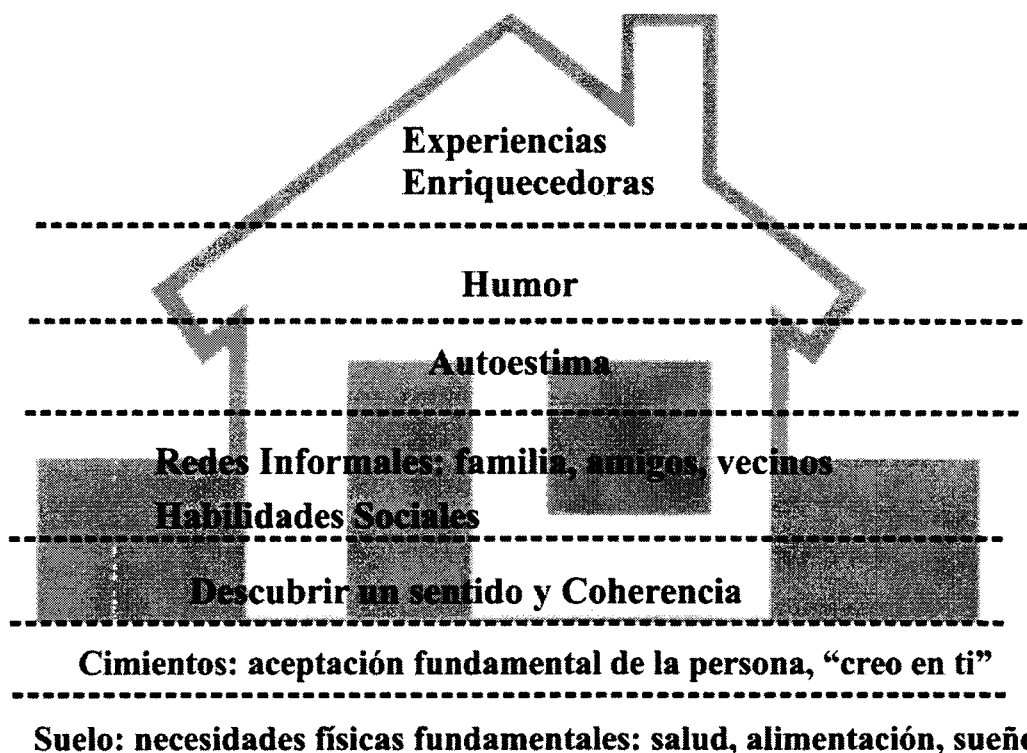 Experiencias
Enriquecedoras
Humor
Autoestima
Redes Informales: familia, amigos, vecinos
Habilidades Sociales
Descubrir un sentido y Coherencia
Cimientos: aceptación fundamental de la persona, “creo en ti”
Suelo: necesidades físicas fundamentales: salud, alimentación, sueño